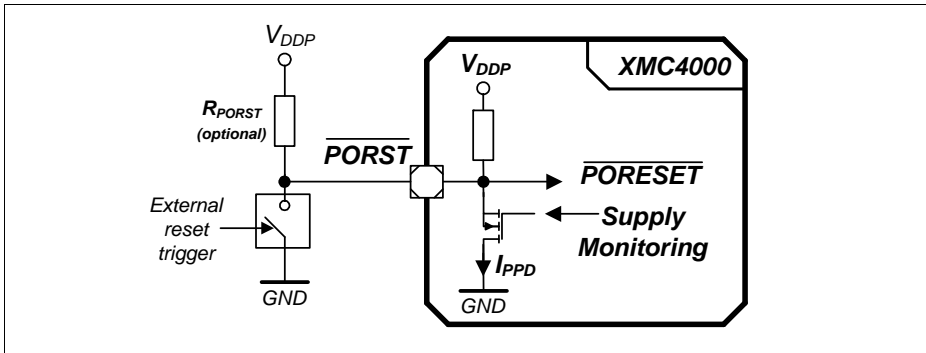 V_DDP
R_PORST
(optional)
External
reset
trigger
GND
PORST
XMC4000
V_DDP
PORESET
Supply
Monitoring
I_PPD
GND